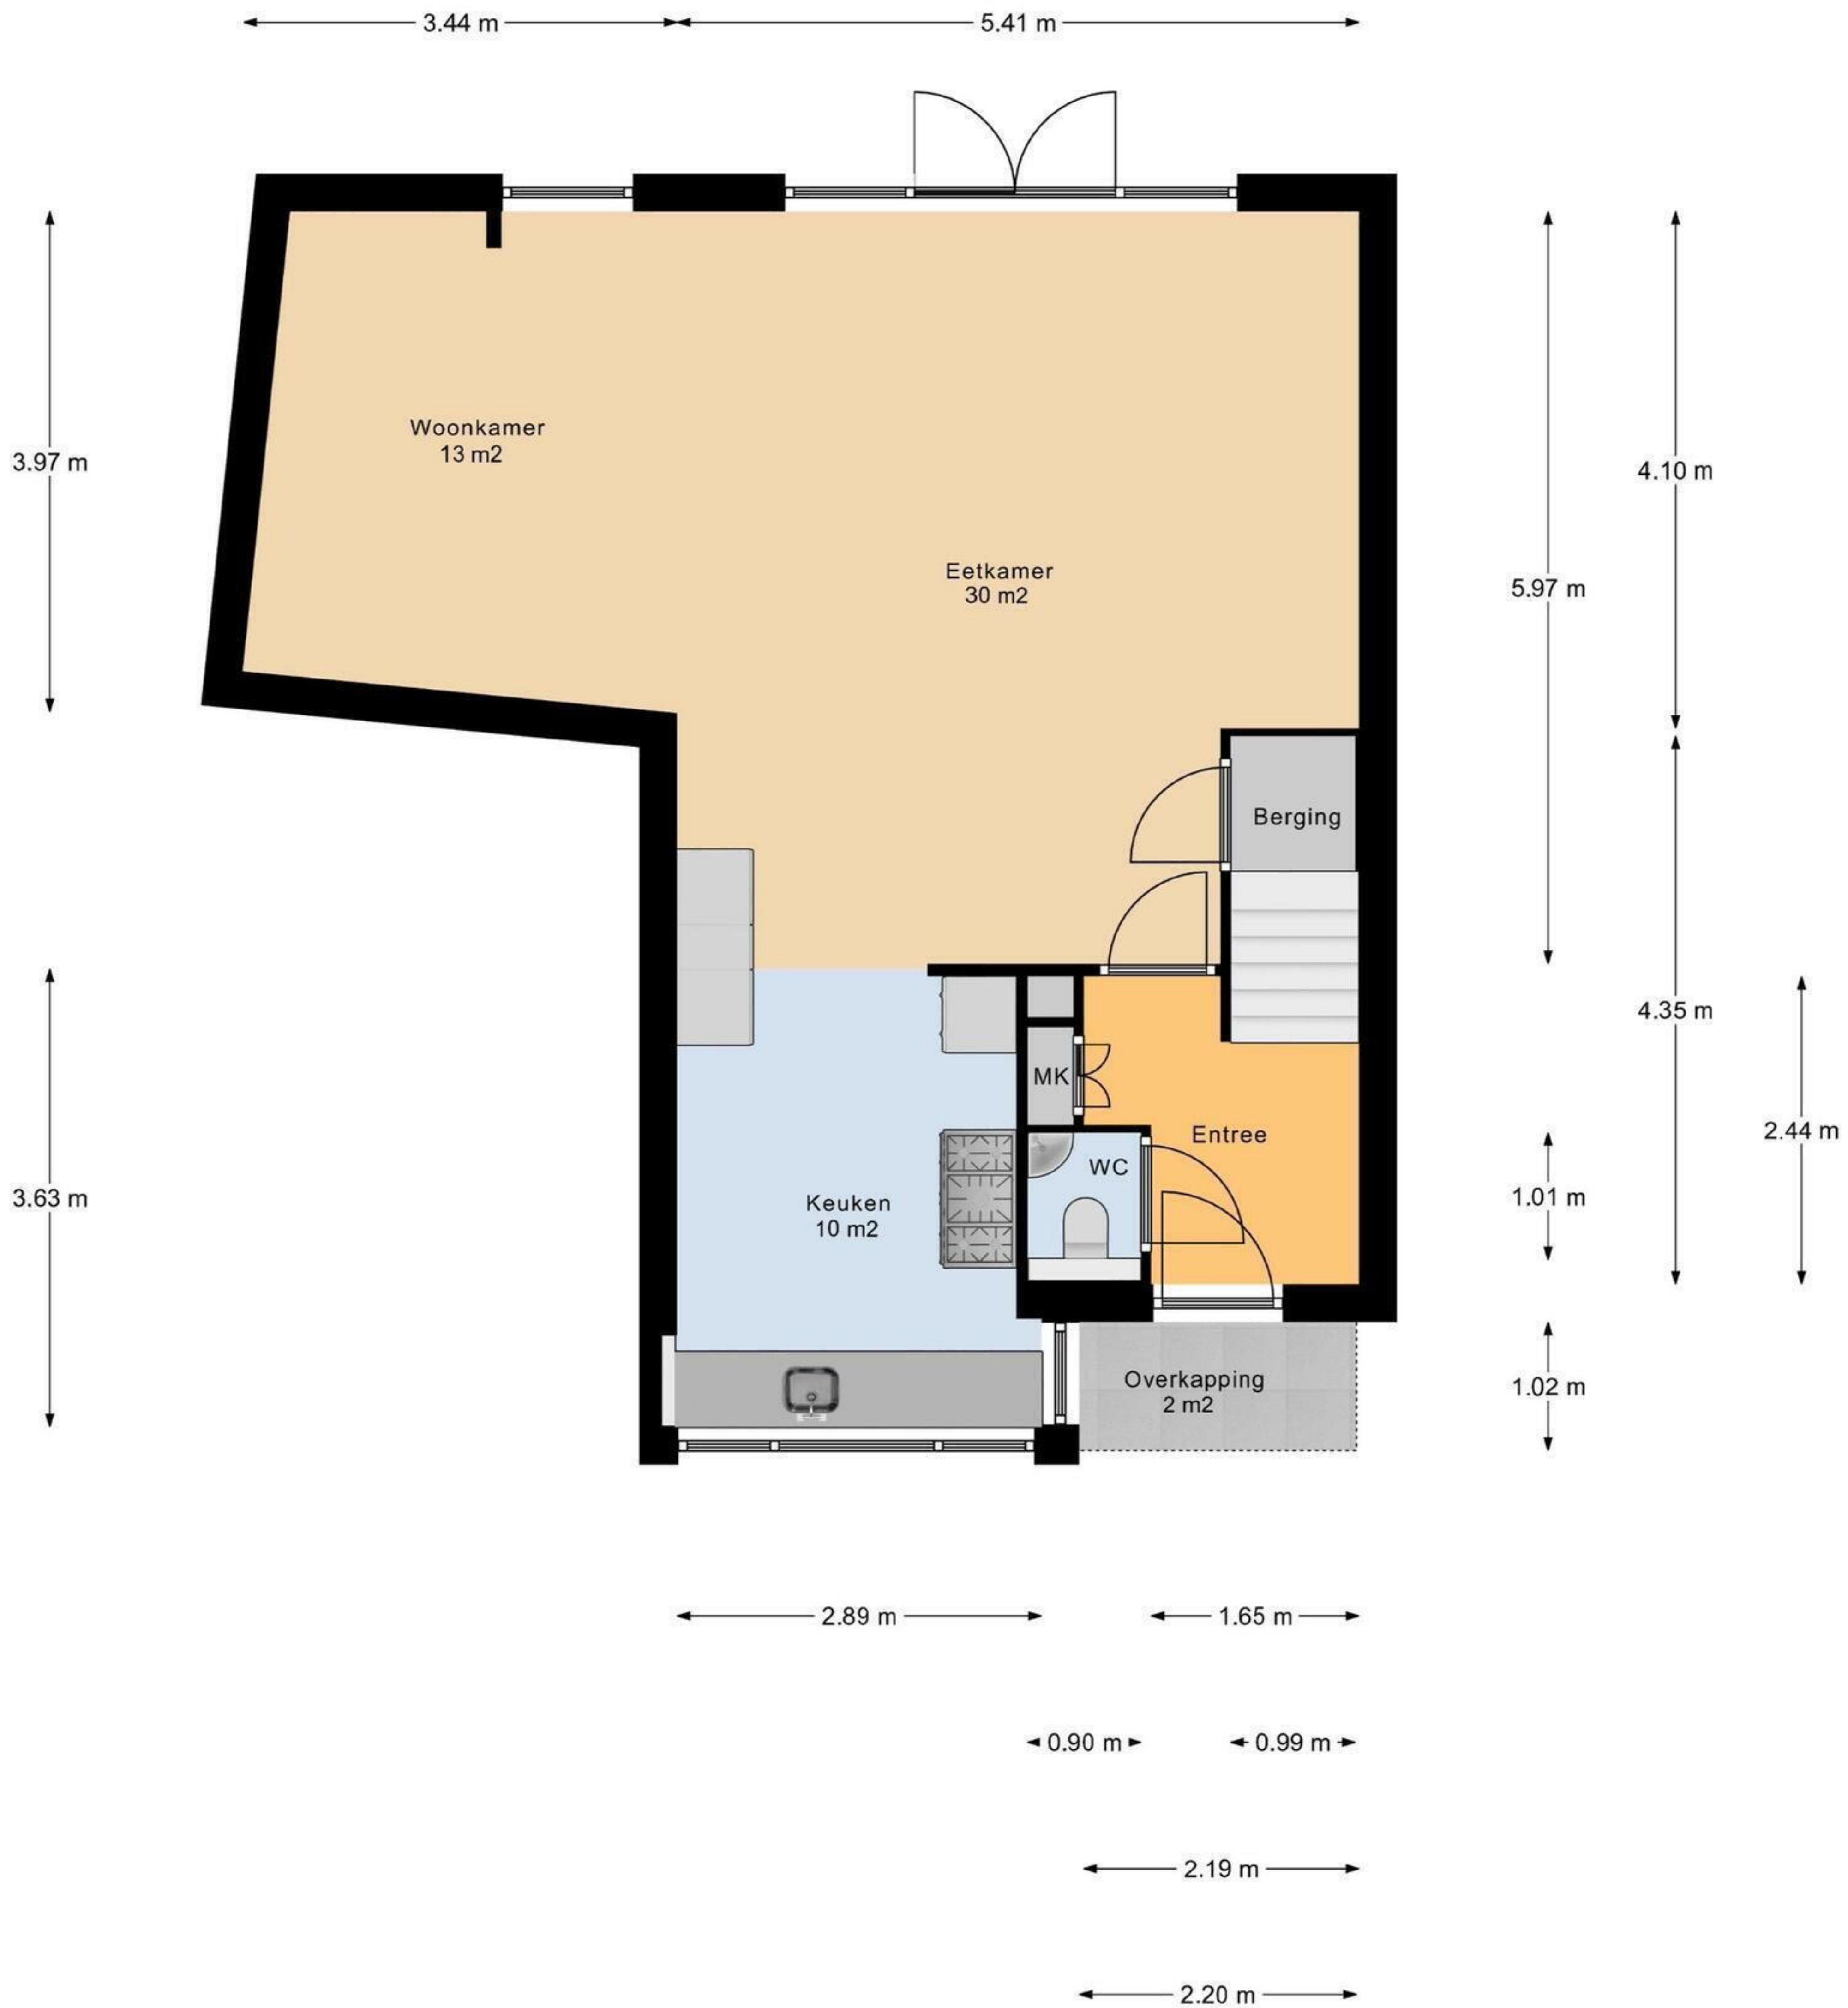 3.44 m
5.41 m
Woonkamer
13 m2
3.97 m
4.10 m
Eetkamer
30 m2
5.97 m
Berging
4.35 m
MK
Entree
2.44 m
WC
Keuken
10 m2
3.63 m
1.01 m
Overkapping
2 m2
1.02 m
2.89 m
1.65 m
0.90 m
0.99 m
2.19 m
2.20 m